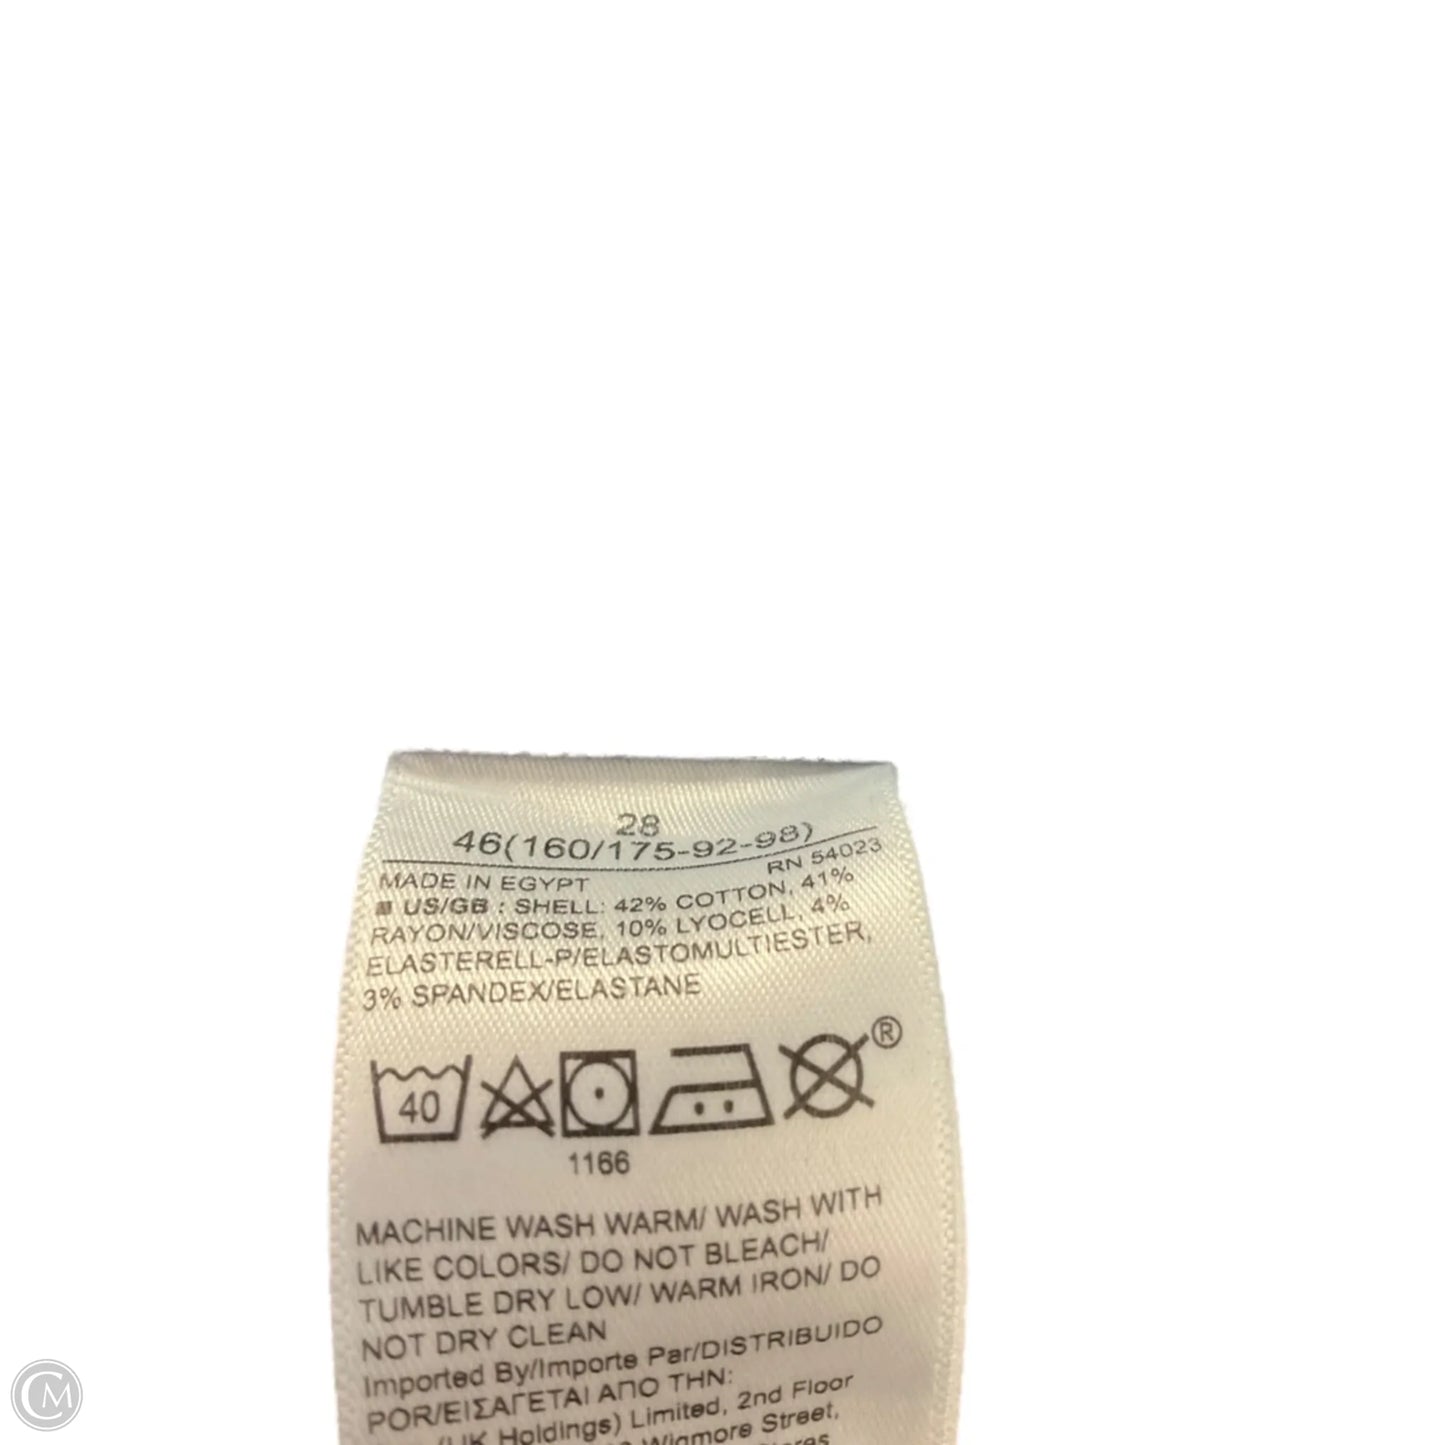 28
46(160/175-92-98)
RN 54023
MADE IN EGYPT
US/GB : SHELL: 42% COTTON, 41%
RAYON/VISCOSE, 10% LYOCELL, 4%
ELASTERELL-P/ELASTOMULTIESTER,
3% SPANDEX/ELASTANE
40
®
1166
MACHINE WASH WARM/ WASH WITH
LIKE COLORS/ DO NOT BLEACH/
TUMBLE DRY LOW/ WARM IRON/ DO
NOT DRY CLEAN
Imported By/Importe Par/DISTRIBUIDO
POR/ΕΙΣΑΓΕΤΑΙ ΑΠΟ ΤΗΝ:
(UK Holdings) Limited, 2nd Floor
Wigmore Street,
CM